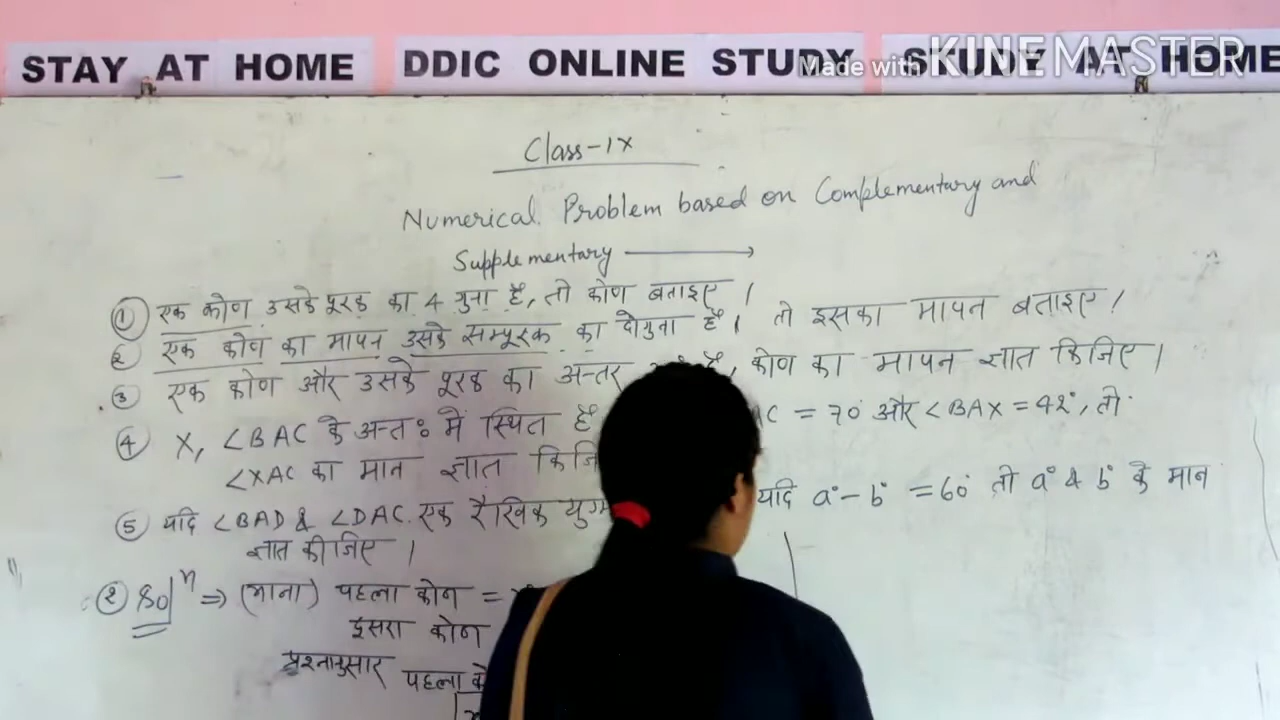 STAY AT HOME DDIC ONLINE STUDY SKUDY AT HOME
Made with KINEMASTER
Class-IX
Numerical Problem based on Complementary and
Supplementary
① एक कोण उसके पूरक का 4 गुना है, तो कोण बताइए।
② एक कोण का मापन उसके सम्पूरक का दोगुना है। तो इसका मापन बताइए।
③ एक कोण और उसके पूरक का अन्तर है, कोण का मापन ज्ञात किजिए।
④ X, ∠BAC के अन्तः में स्थित है AC = 70° और ∠BAX = 42°, तो
∠XAC का मान ज्ञात किजि
⑤ यदि ∠BAD & ∠DAC एक रैखिक युग्म यदि a° - b° = 60 तो a° & b° के मान
ज्ञात कीजिए।
② Solⁿ ⇒ (माना) पहला कोण =
दुसरा कोण
प्रश्नानुसार पहला